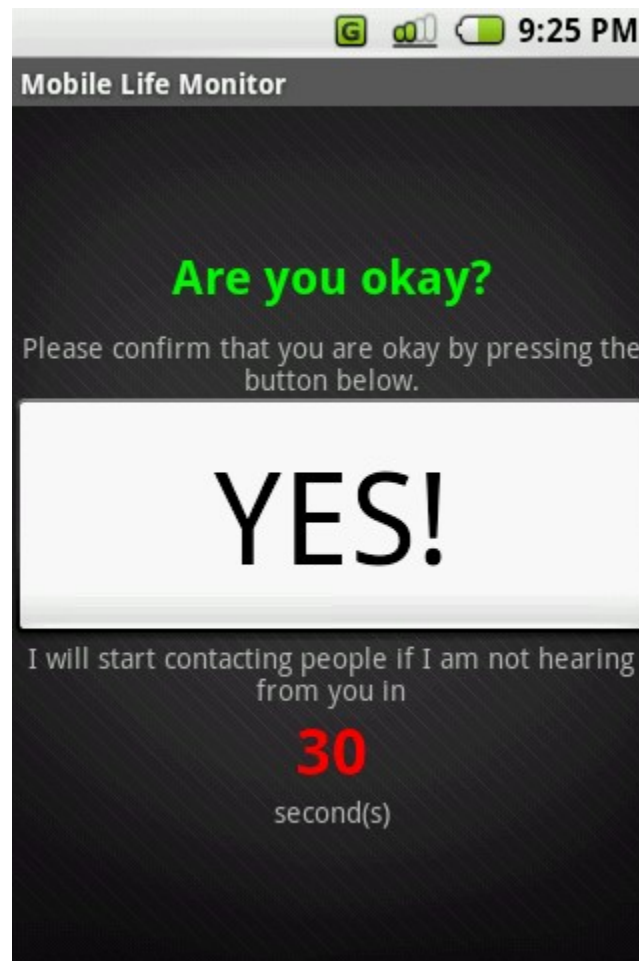 G 9:25 PM
Mobile Life Monitor
Are you okay?
Please confirm that you are okay by pressing the
button below.
YES!
I will start contacting people if I am not hearing
from you in
30
second(s)